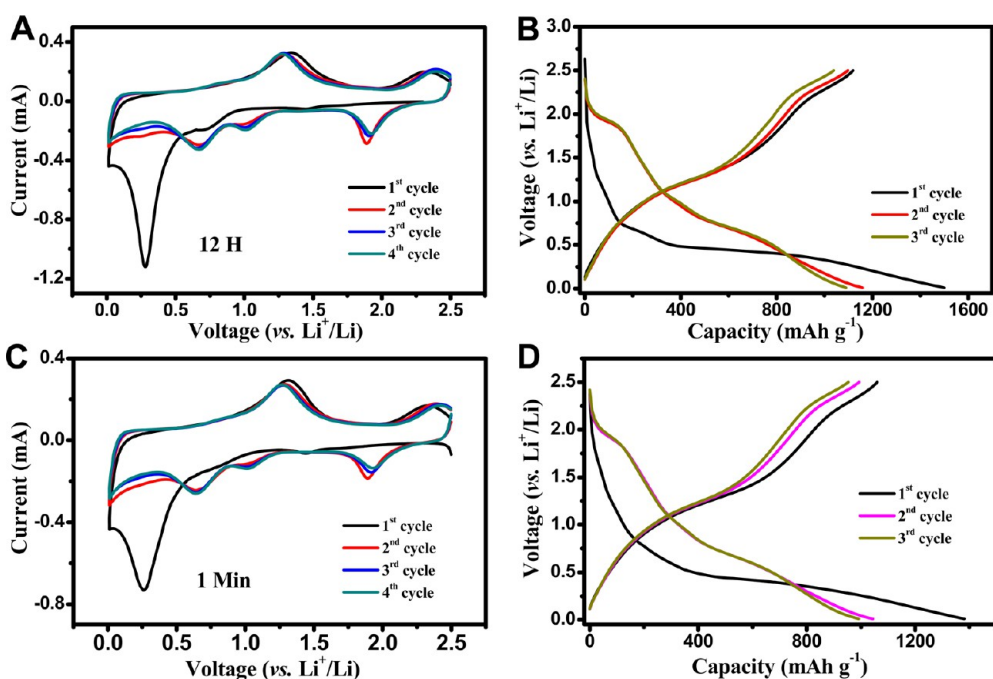 A
0.4
0.0
-0.4
-0.8
-1.2
Current (mA)
0.0 0.5 1.0 1.5 2.0 2.5
Voltage (vs. Li⁺/Li)
12 H
1ˢᵗ cycle
2ⁿᵈ cycle
3ʳᵈ cycle
4ᵗʰ cycle
B
3.0
2.5
2.0
1.5
1.0
0.5
0.0
Voltage (vs. Li⁺/Li)
0 400 800 1200 1600
Capacity (mAh g⁻¹)
1ˢᵗ cycle
2ⁿᵈ cycle
3ʳᵈ cycle
C
0.4
0.0
-0.4
-0.8
Current (mA)
0.0 0.5 1.0 1.5 2.0 2.5
Voltage (vs. Li⁺/Li)
1 Min
1ˢᵗ cycle
2ⁿᵈ cycle
3ʳᵈ cycle
4ᵗʰ cycle
D
3.0
2.5
2.0
1.5
1.0
0.5
0.0
Voltage (vs. Li⁺/Li)
0 400 800 1200
Capacity (mAh g⁻¹)
1ˢᵗ cycle
2ⁿᵈ cycle
3ʳᵈ cycle